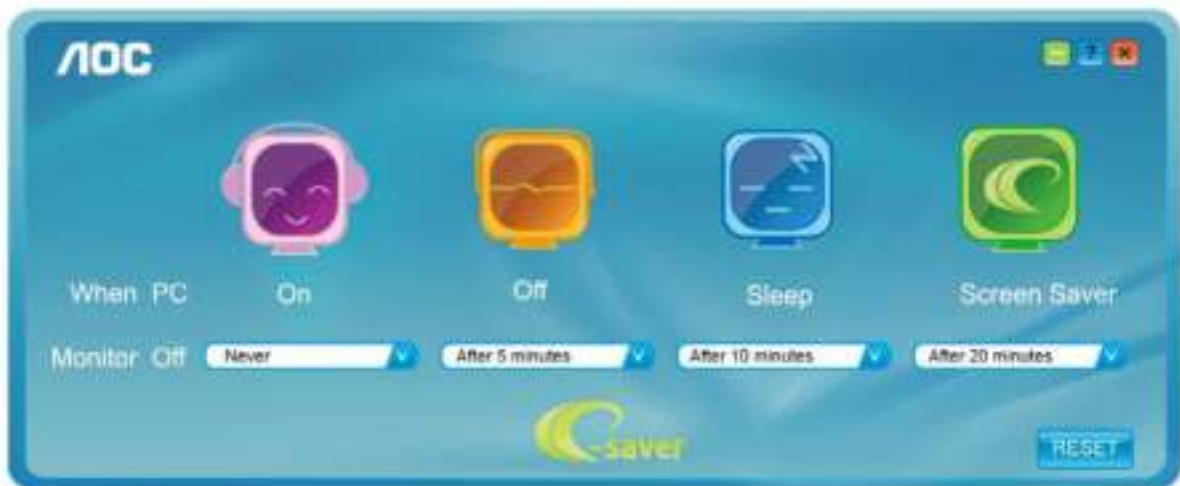 AOC
?
When PC On Off Sleep Screen Saver
Monitor Off Never After 5 minutes After 10 minutes After 20 minutes
e-saver
RESET